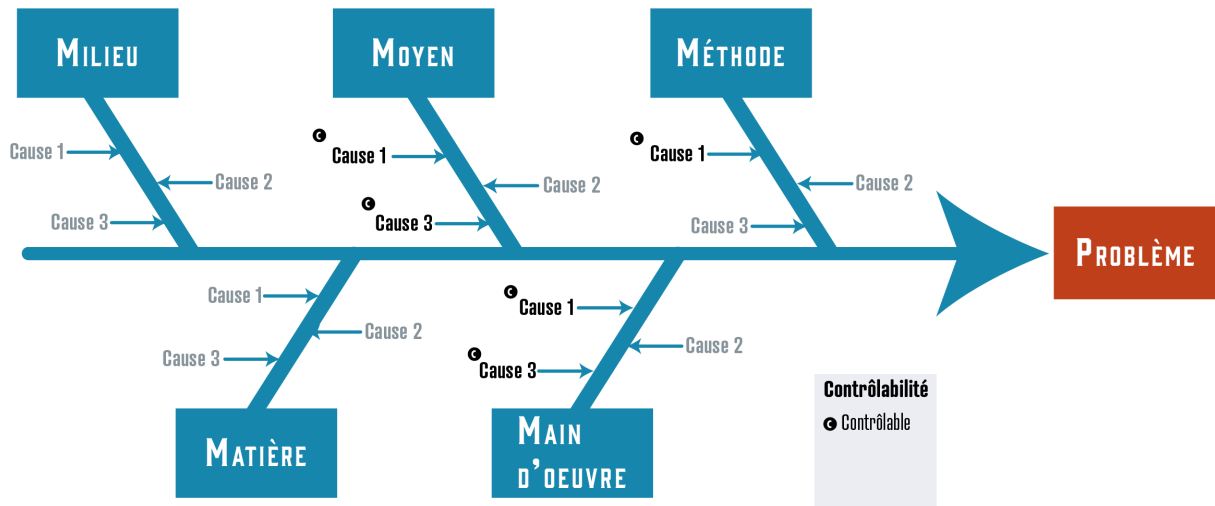 Milieu
Moyen
Méthode
Cause 1
Cause 2
Cause 3
C
Cause 1
Cause 2
C
Cause 3
C
Cause 1
Cause 2
Cause 3
Problème
Cause 1
Cause 2
Cause 3
C
Cause 1
Cause 2
C
Cause 3
Matière
Main
d'oeuvre
Contrôlabilité
C Contrôlable